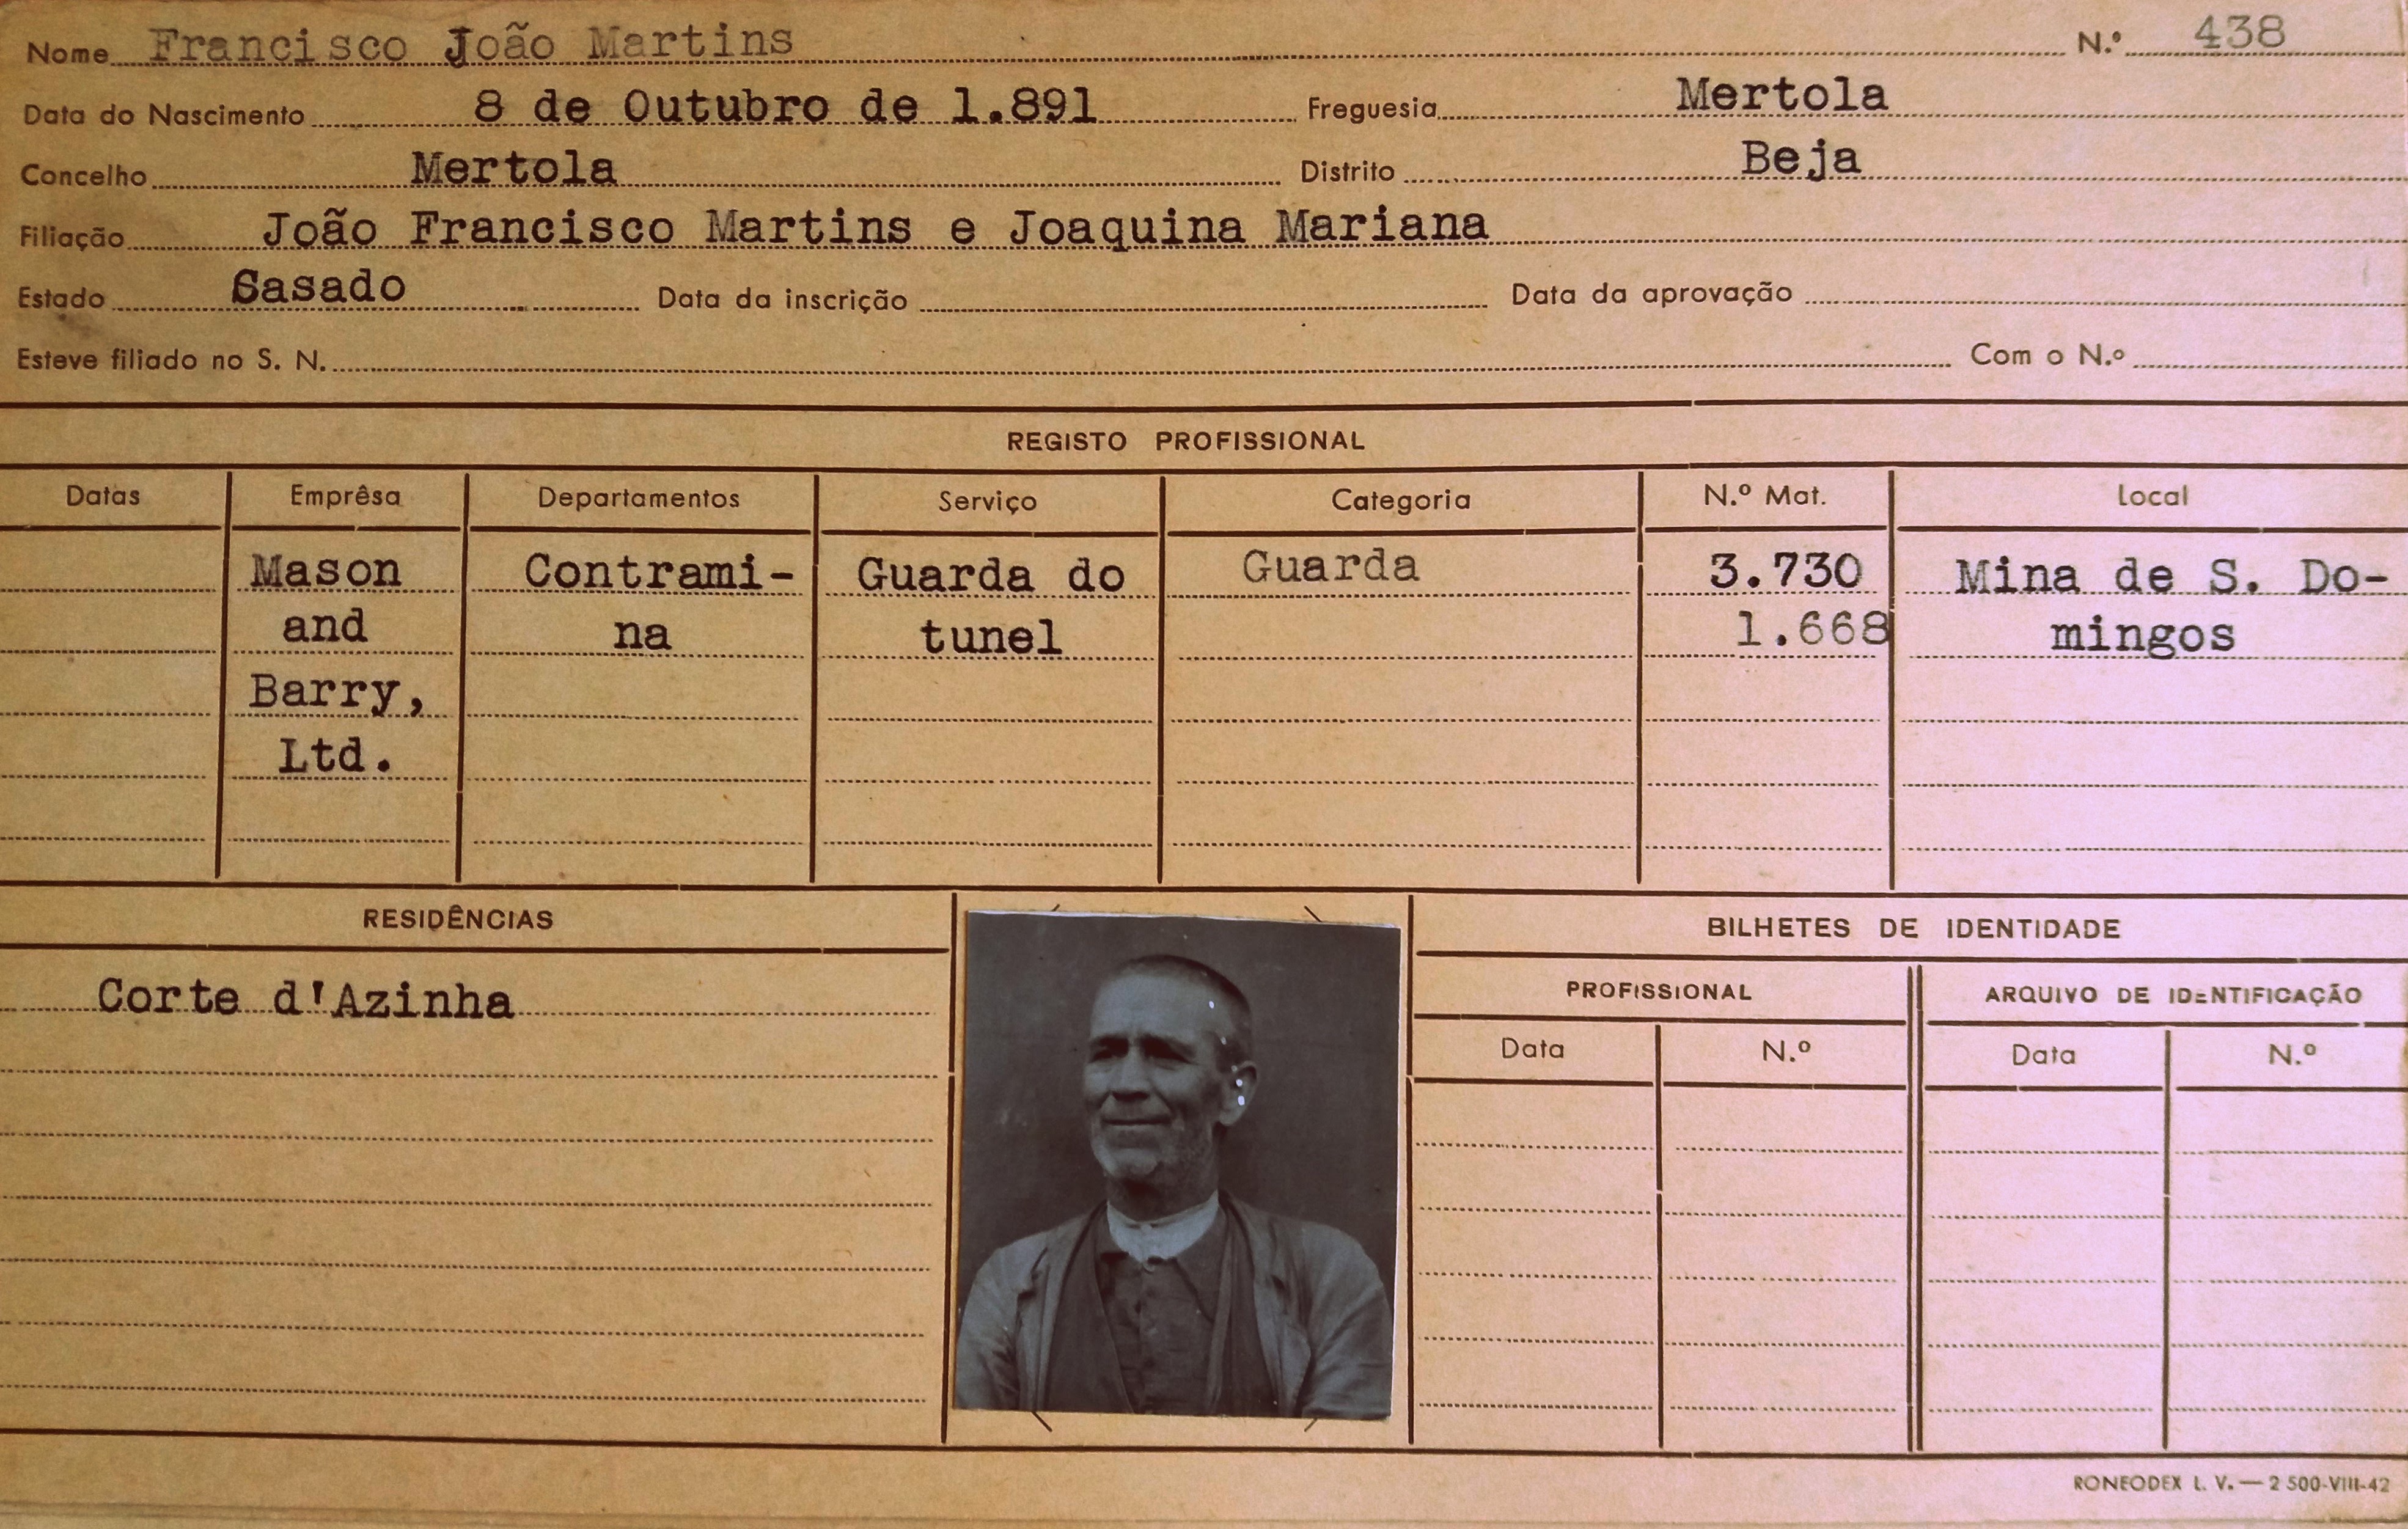 Nome Francisco João Martins N.º 438
Data do Nascimento 8 de Outubro de 1.891 Freguesia Mertola
Concelho Mertola Distrito Beja
Filiação João Francisco Martins e Joaquina Mariana
Estado Casado Data da inscrição Data da aprovação
Esteve filiado no S. N. Com o N.º
REGISTO PROFISSIONAL
Datas Emprêsa Departamentos Serviço Categoria N.º Mat. Local
Mason Contrami- Guarda do Guarda 3.730 Mina de S. Do-
and na tunel 1.668 mingos
Barry,
Ltd.
RESIDÊNCIAS
Corte d'Azinha
BILHETES DE IDENTIDADE
PROFISSIONAL ARQUIVO DE IDENTIFICAÇÃO
Data N.º Data N.º
RONEODEX L. V. — 2 500-VIII-42